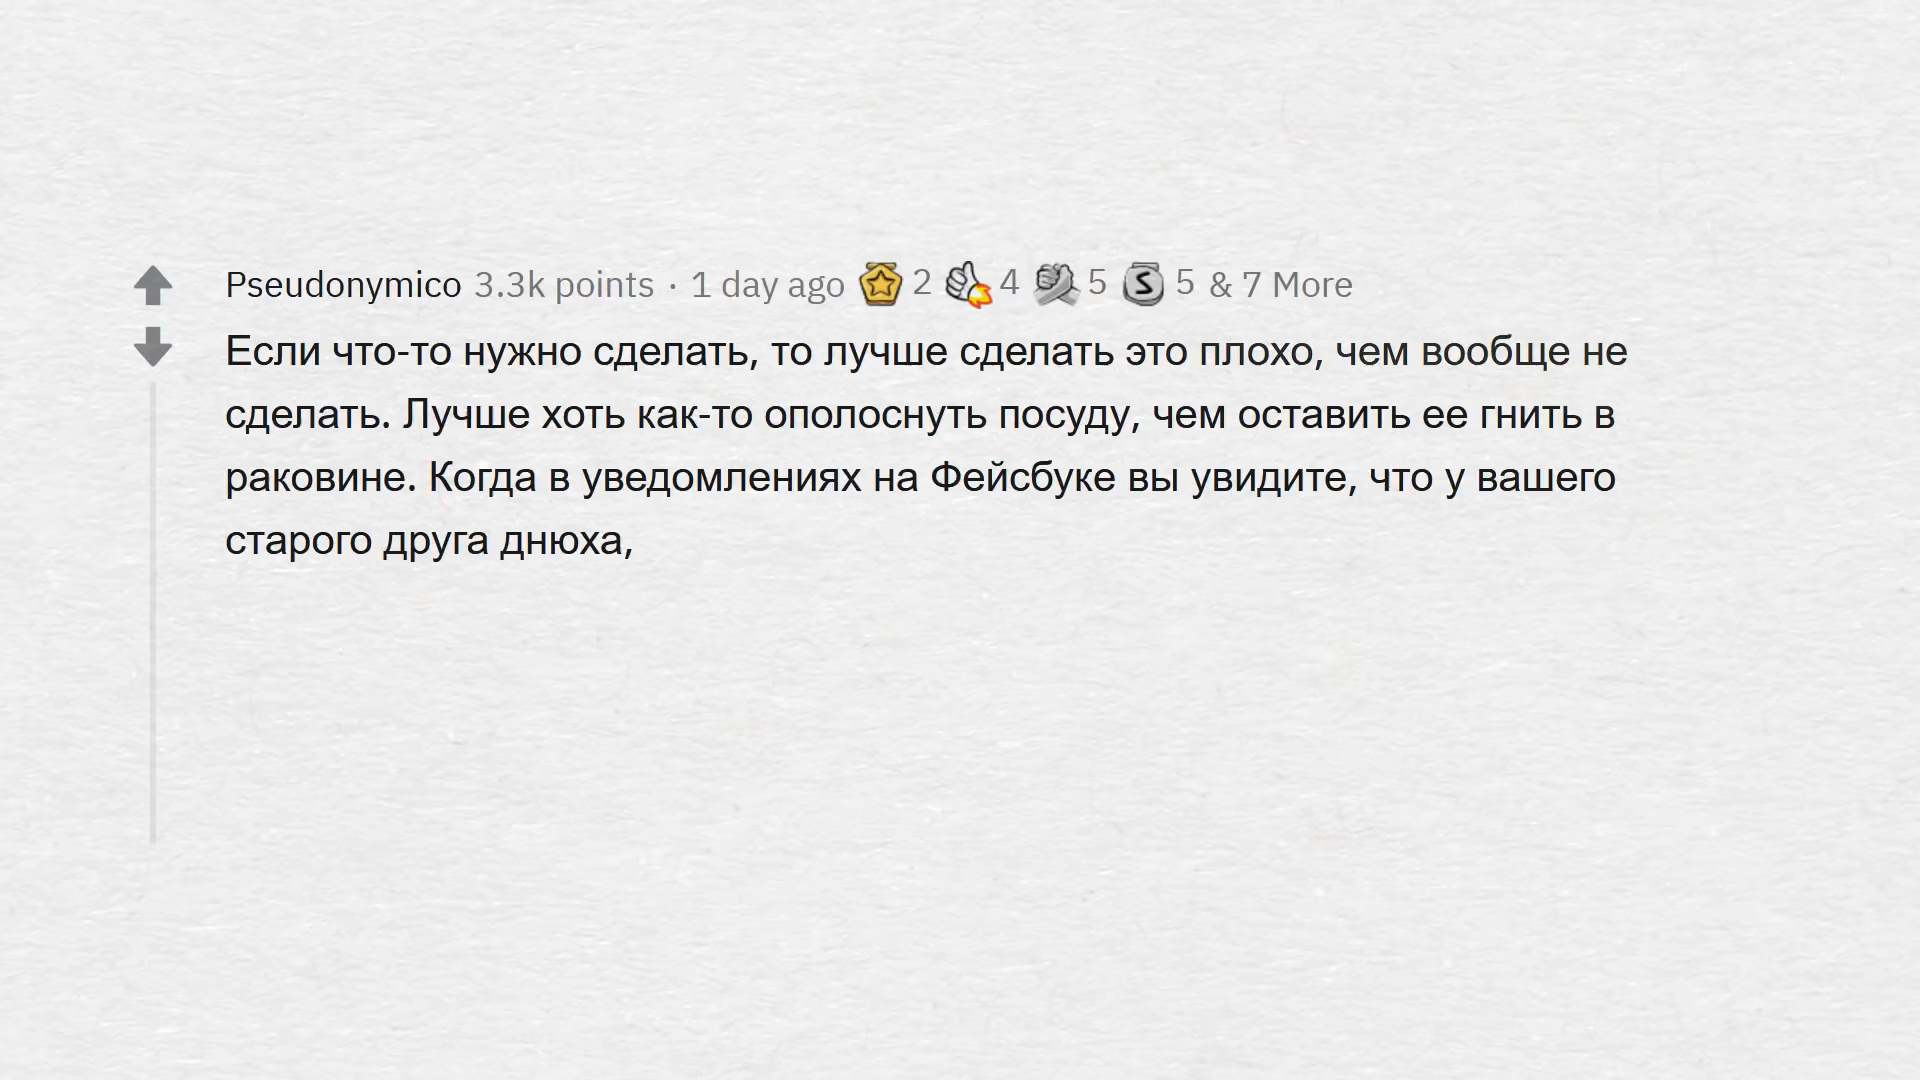 Pseudonymico 3.3k points · 1 day ago 2 4 5 S 5 & 7 More
Если что-то нужно сделать, то лучше сделать это плохо, чем вообще не
сделать. Лучше хоть как-то ополоснуть посуду, чем оставить ее гнить в
раковине. Когда в уведомлениях на Фейсбуке вы увидите, что у вашего
старого друга днюха,